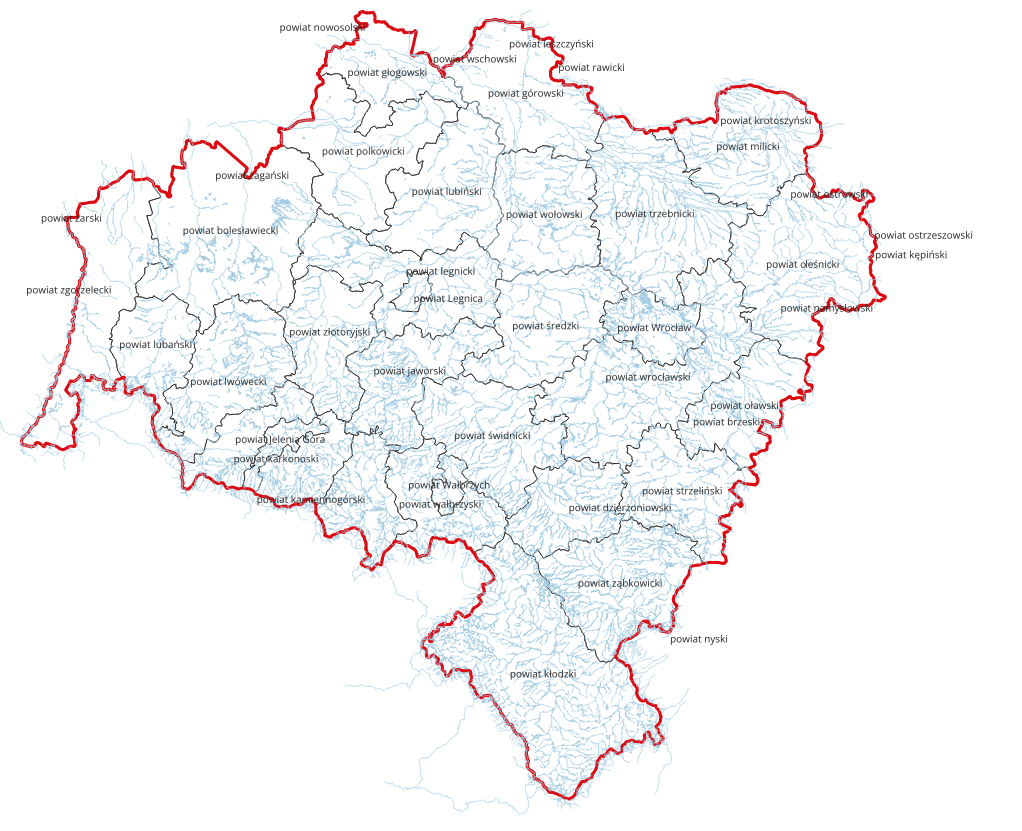 powiat nowosolski
powiat leszczyński
powiat wschowski
powiat rawicki
powiat głogowski
powiat górowski
powiat krotoszyński
powiat milicki
powiat polkowicki
powiat żagański
powiat lubiński
powiat ostrowski
powiat żarski
powiat wołowski
powiat trzebnicki
powiat bolesławiecki
powiat ostrzeszowski
powiat kępiński
powiat oleśnicki
powiat legnicki
powiat zgorzelecki
powiat Legnica
powiat namysłowski
powiat złotoryjski
powiat średzki
powiat Wrocław
powiat lubański
powiat jaworski
powiat lwówecki
powiat wrocławski
powiat oławski
powiat brzeski
powiat Jelenia Góra
powiat świdnicki
powiat karkonoski
powiat Wałbrzych
powiat strzeliński
powiat kamiennogórski
powiat wałbrzyski
powiat dzierżoniowski
powiat ząbkowicki
powiat nyski
powiat kłodzki